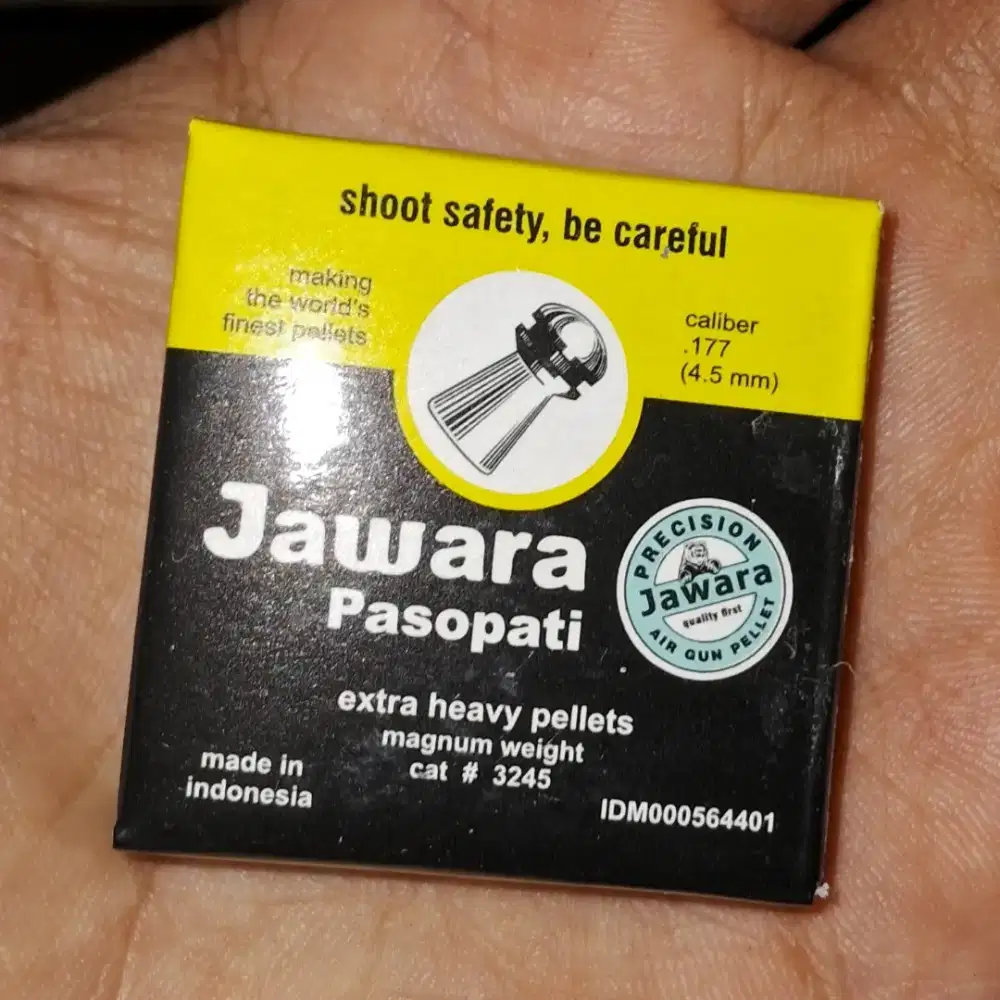 shoot safety, be careful
making
the world's
finest pellets
caliber
.177
(4.5 mm)
Jawara
Pasopati
PRECISION
Jawara
quality first
AIR GUN PELLET
extra heavy pellets
magnum weight
cat # 3245
made in
indonesia
IDM000564401